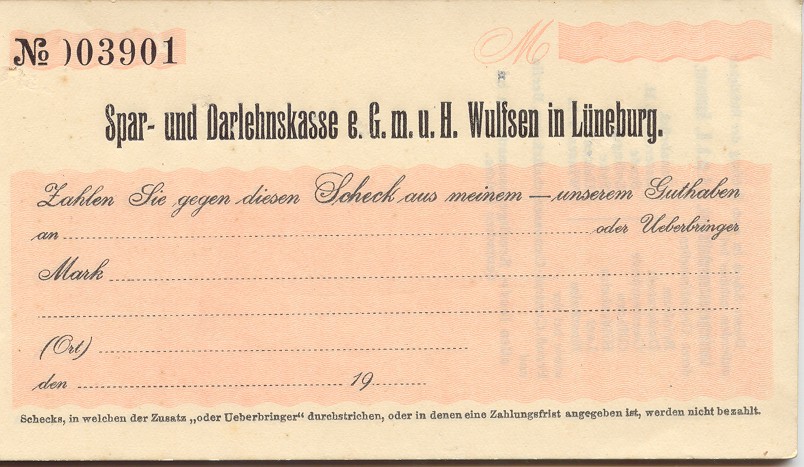 № 003901
M
Spar- und Darlehnskasse e. G. m. u. H. Wulfsen in Lüneburg.
Zahlen Sie gegen diesen Scheck aus meinem — unserem Guthaben
an oder Ueberbringer
Mark
(Ort)
den 19
Schecks, in welchen der Zusatz „oder Ueberbringer“ durchstrichen, oder in denen eine Zahlungsfrist angegeben ist, werden nicht bezahlt.